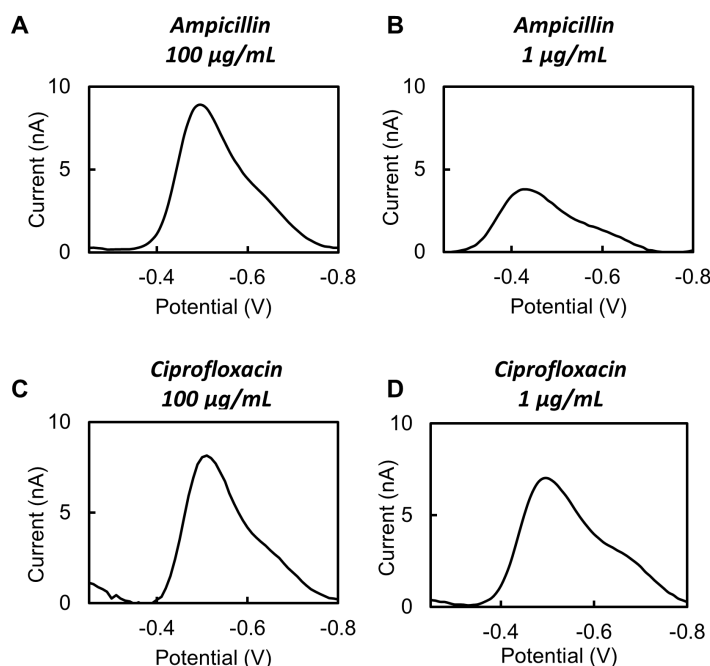 A
Ampicillin
100 µg/mL
10
5
0
Current (nA)
-0.4
-0.6
-0.8
Potential (V)
B
Ampicillin
1 µg/mL
10
5
0
Current (nA)
-0.4
-0.6
-0.8
Potential (V)
C
Ciprofloxacin
100 µg/mL
10
5
0
Current (nA)
-0.4
-0.6
-0.8
Potential (V)
D
Ciprofloxacin
1 µg/mL
10
5
0
Current (nA)
-0.4
-0.6
-0.8
Potential (V)